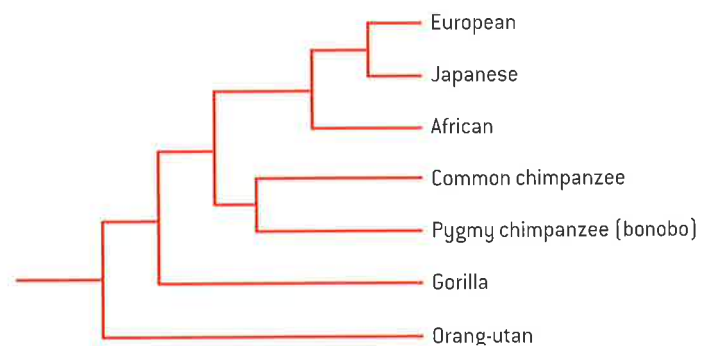 European
Japanese
African
Common chimpanzee
Pygmy chimpanzee (bonobo)
Gorilla
Orang-utan